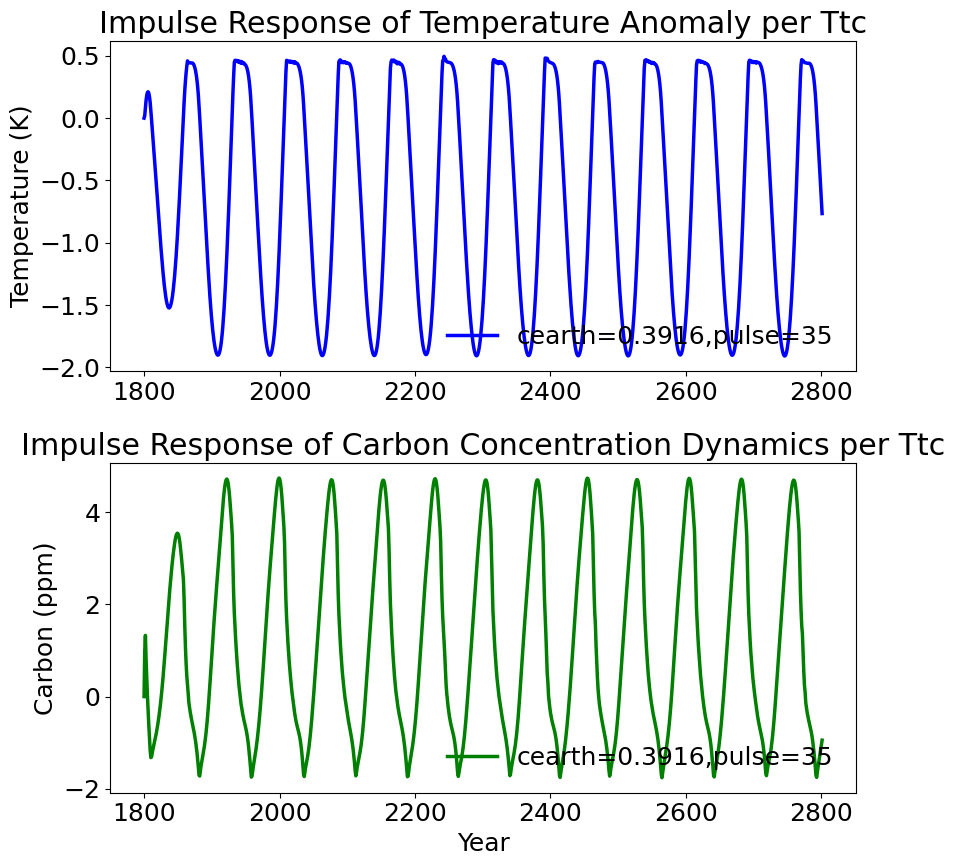 Impulse Response of Temperature Anomaly per Ttc
Temperature (K)
0.5
0.0
−0.5
−1.0
−1.5
−2.0
cearth=0.3916,pulse=35
1800 2000 2200 2400 2600 2800
Impulse Response of Carbon Concentration Dynamics per Ttc
Carbon (ppm)
4
2
0
−2
cearth=0.3916,pulse=35
1800 2000 2200 2400 2600 2800
Year